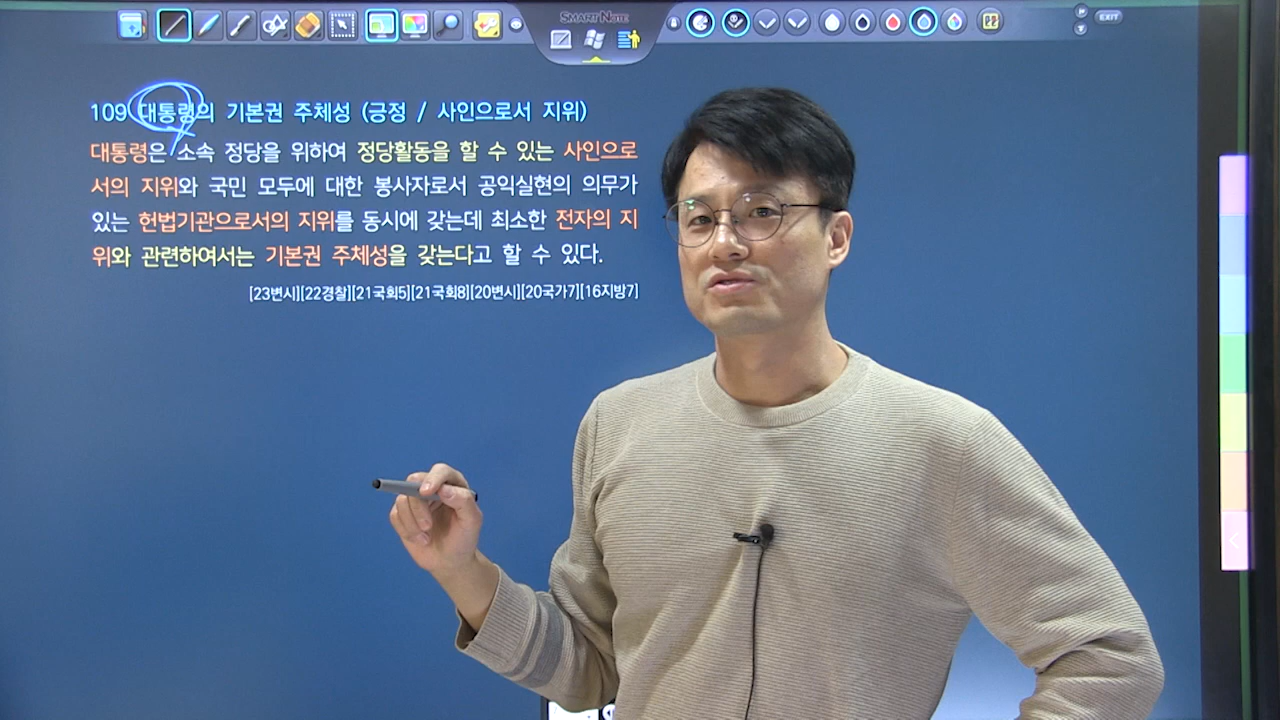 SMART NOTE
EXIT
109 대통령의 기본권 주체성 (긍정 / 사인으로서 지위)
대통령은 소속 정당을 위하여 정당활동을 할 수 있는 사인으로
서의 지위와 국민 모두에 대한 봉사자로서 공익실현의 의무가
있는 헌법기관으로서의 지위를 동시에 갖는데 최소한 전자의 지
위와 관련하여서는 기본권 주체성을 갖는다고 할 수 있다.
[23변시][22경찰][21국회5][21국회8][20변시][20국가7][16지방7]